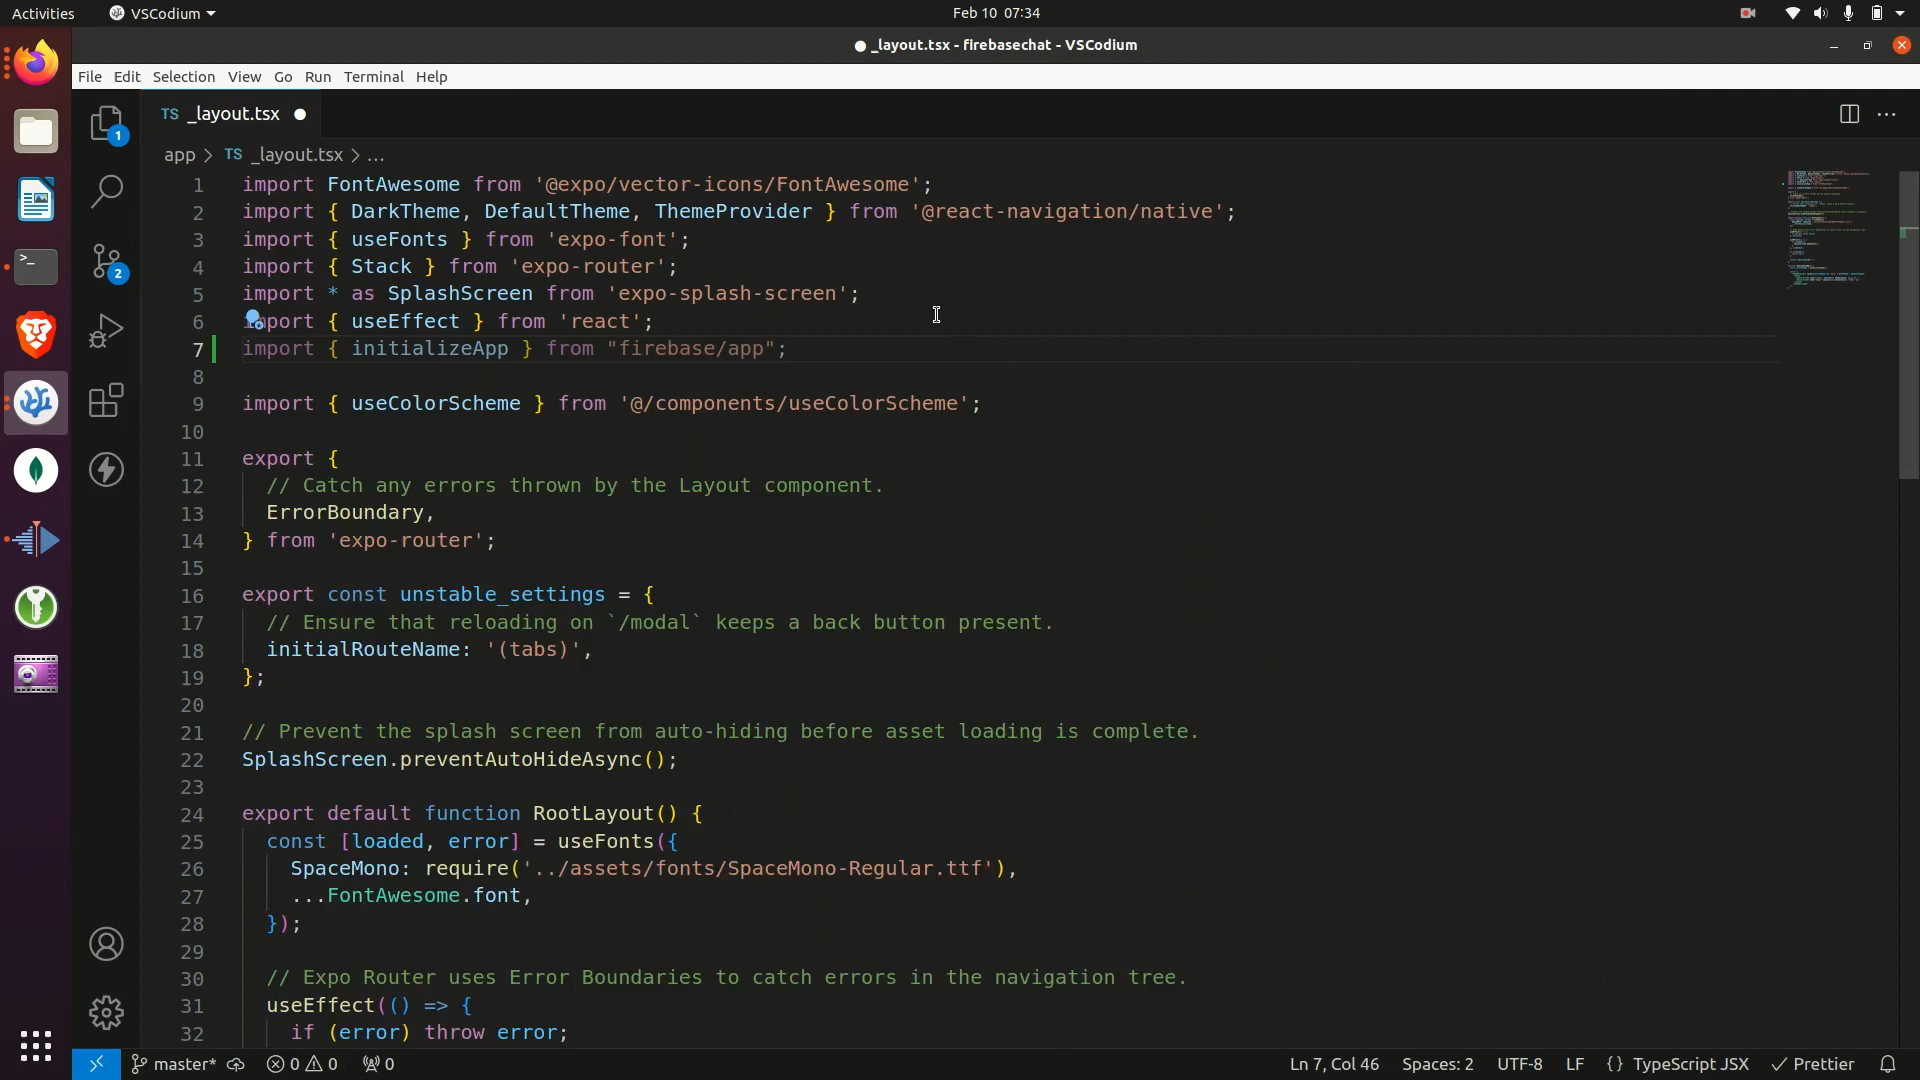 Activities
VSCodium
Feb 10 07:34
_layout.tsx - firebasechat - VSCodium
File Edit Selection View Go Run Terminal Help
TS _layout.tsx
app > TS _layout.tsx > ...
1
2
1 import FontAwesome from '@expo/vector-icons/FontAwesome';
2 import { DarkTheme, DefaultTheme, ThemeProvider } from '@react-navigation/native';
3 import { useFonts } from 'expo-font';
4 import { Stack } from 'expo-router';
5 import * as SplashScreen from 'expo-splash-screen';
6 import { useEffect } from 'react';
7 import { initializeApp } from "firebase/app";
8
9 import { useColorScheme } from '@/components/useColorScheme';
10
11 export {
12 // Catch any errors thrown by the Layout component.
13 ErrorBoundary,
14 } from 'expo-router';
15
16 export const unstable_settings = {
17 // Ensure that reloading on `/modal` keeps a back button present.
18 initialRouteName: '(tabs)',
19 };
20
21 // Prevent the splash screen from auto-hiding before asset loading is complete.
22 SplashScreen.preventAutoHideAsync();
23
24 export default function RootLayout() {
25 const [loaded, error] = useFonts({
26 SpaceMono: require('../assets/fonts/SpaceMono-Regular.ttf'),
27 ...FontAwesome.font,
28 });
29
30 // Expo Router uses Error Boundaries to catch errors in the navigation tree.
31 useEffect(() => {
32 if (error) throw error;
master* 0 0 0 Ln 7, Col 46 Spaces: 2 UTF-8 LF {} TypeScript JSX Prettier